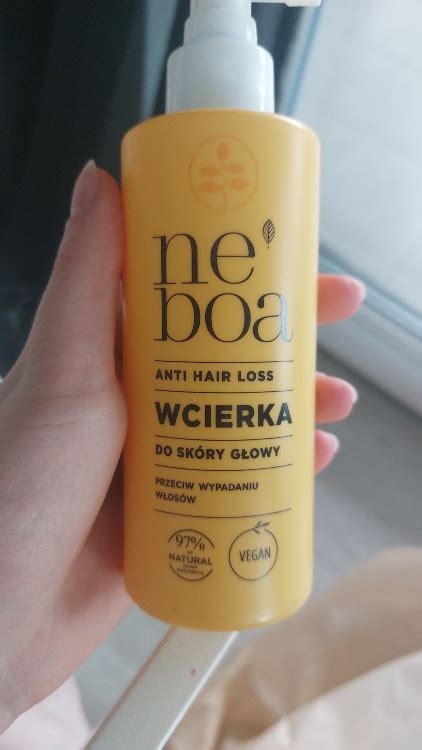 ne
boa
ANTI HAIR LOSS
WCIERKA
DO SKÓRY GŁOWY
PRZECIW WYPADANIU
WŁOSÓW
97%
NATURAL
VEGAN